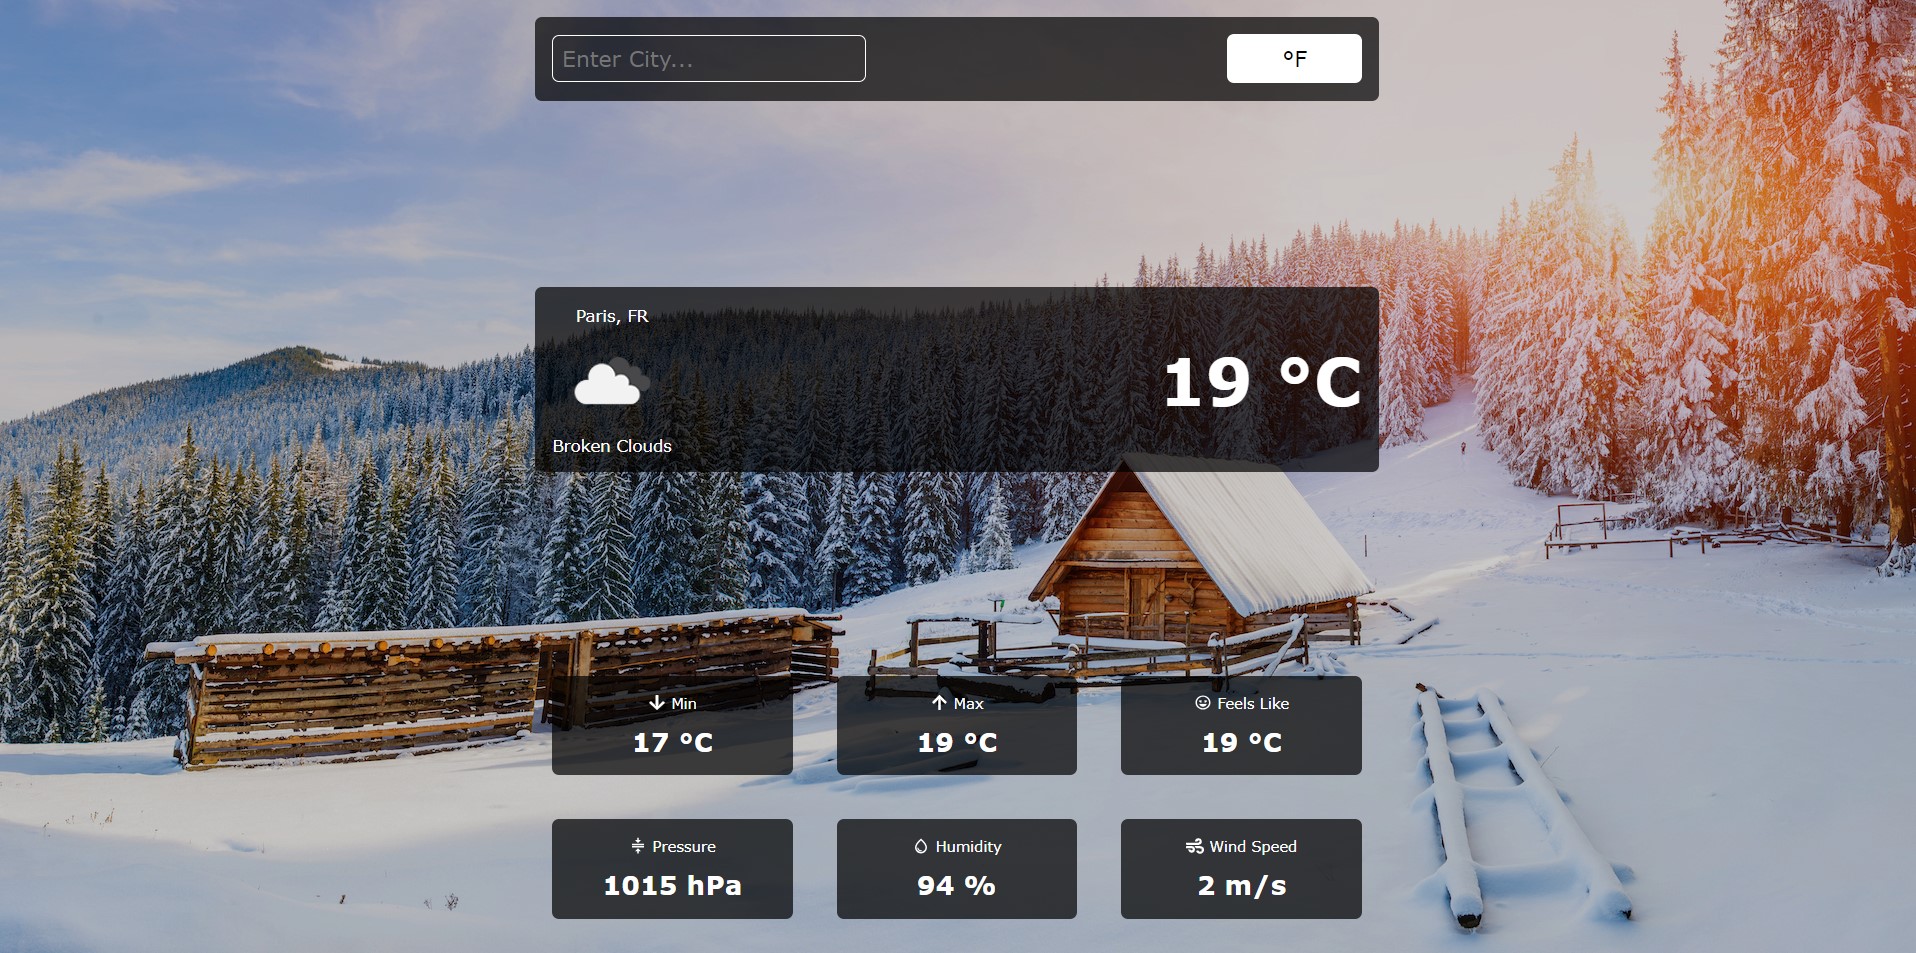 Enter City...
°F
Paris, FR
19 °C
Broken Clouds
Min
17 °C
Max
19 °C
Feels Like
19 °C
Pressure
1015 hPa
Humidity
94 %
Wind Speed
2 m/s